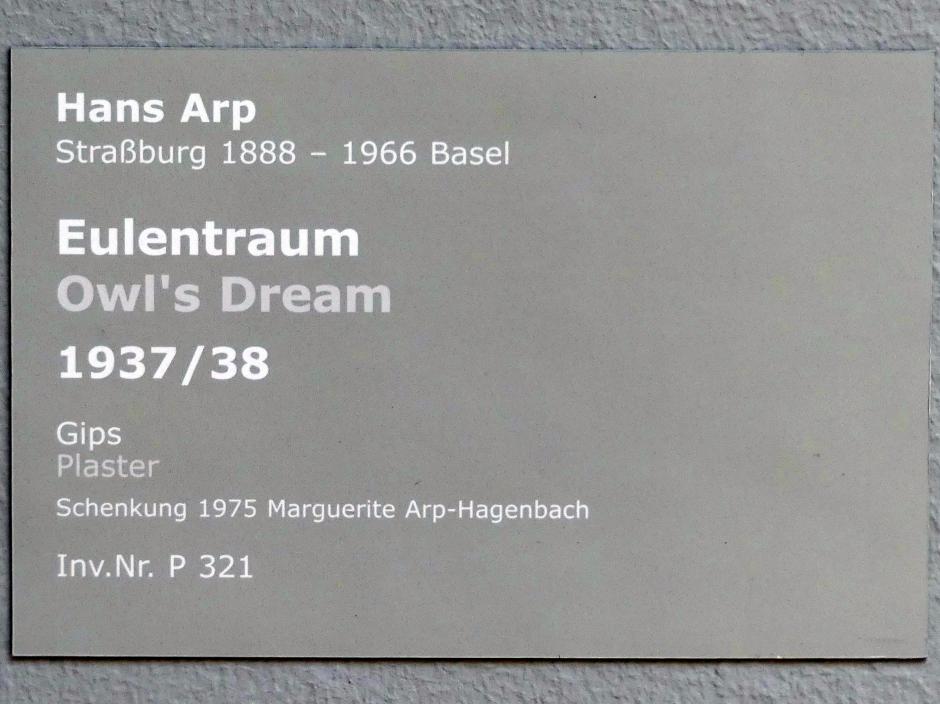 Hans Arp
Straßburg 1888 – 1966 Basel
Eulentraum
Owl's Dream
1937/38
Gips
Plaster
Schenkung 1975 Marguerite Arp-Hagenbach
Inv.Nr. P 321